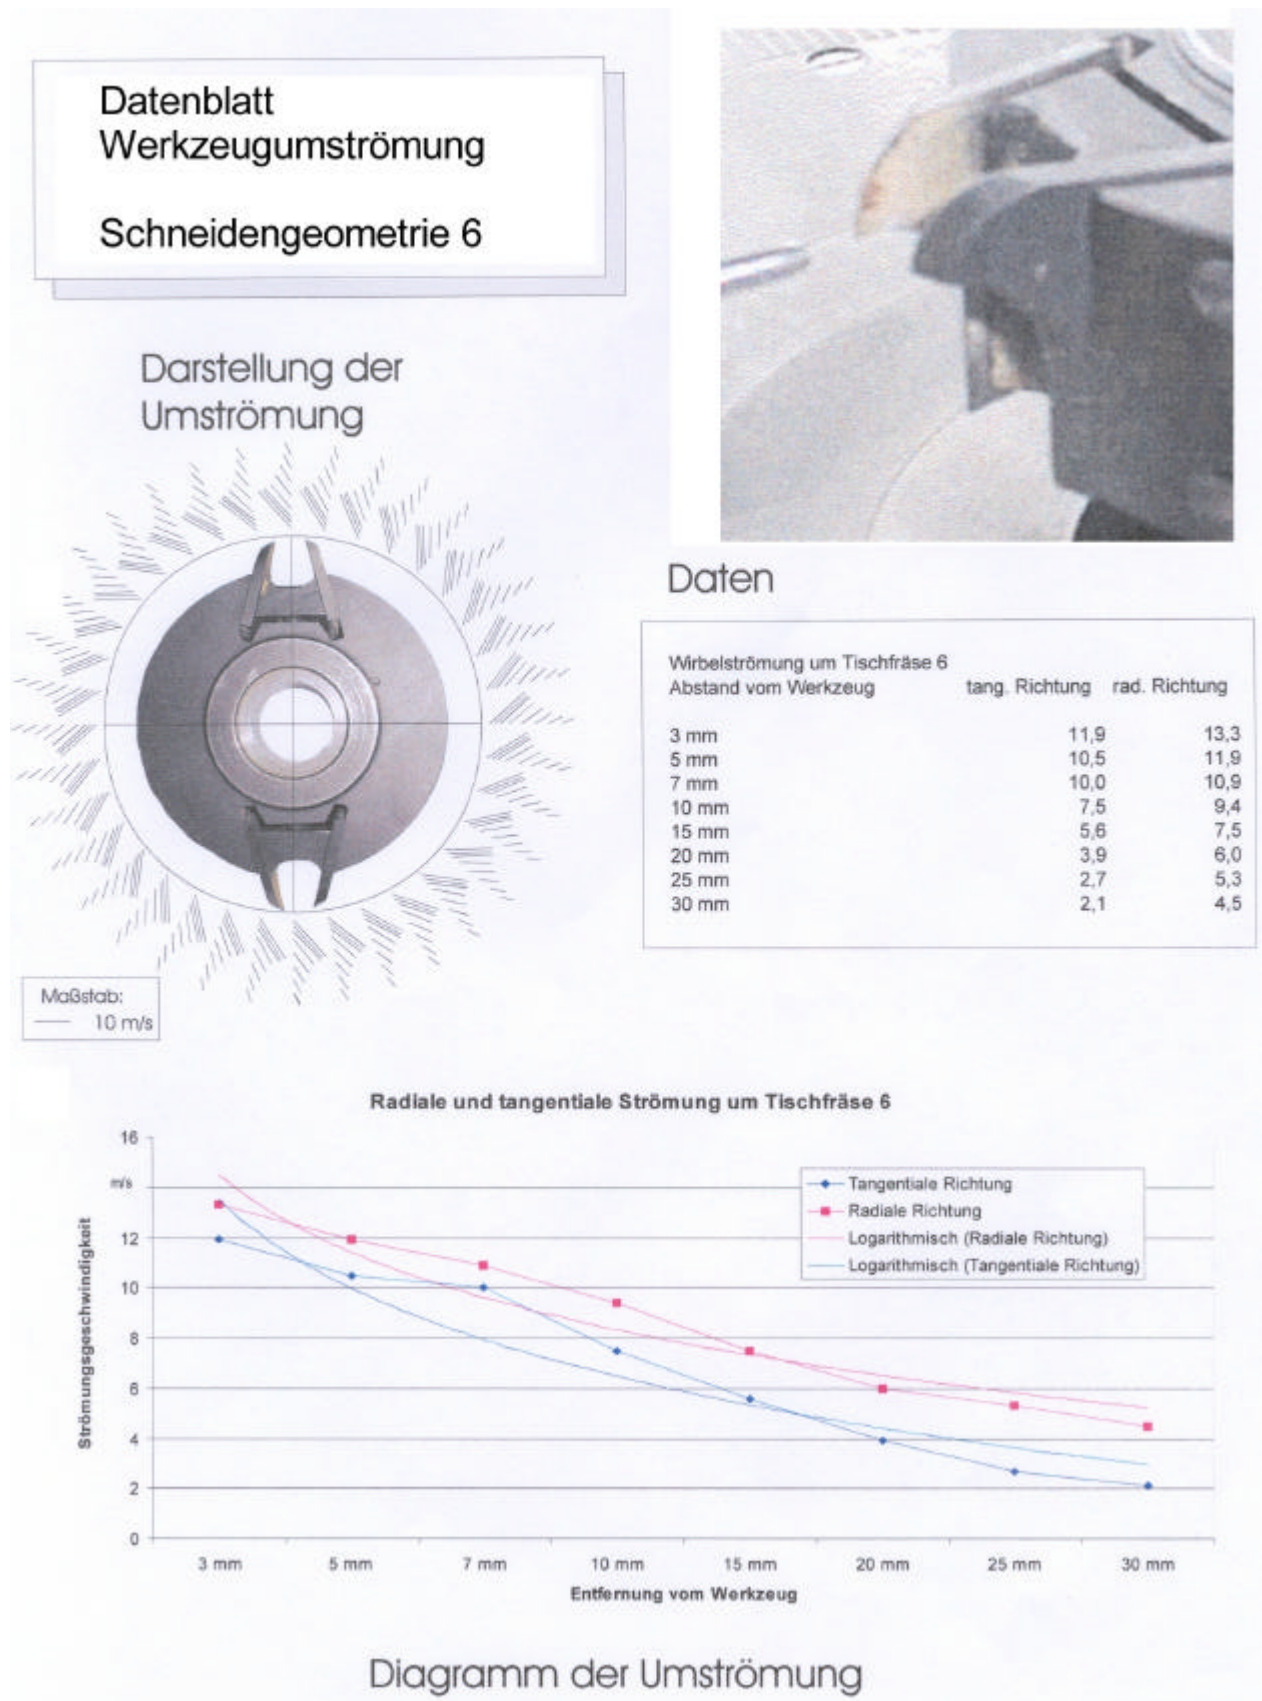 Datenblatt
Werkzeugumströmung
Schneidengeometrie 6
Darstellung der
Umströmung
Maßstab:
10 m/s
Daten
Wirbelströmung um Tischfräse 6
Abstand vom Werkzeug tang. Richtung rad. Richtung
3 mm 11,9 13,3
5 mm 10,5 11,9
7 mm 10,0 10,9
10 mm 7,5 9,4
15 mm 5,6 7,5
20 mm 3,9 6,0
25 mm 2,7 5,3
30 mm 2,1 4,5
Radiale und tangentiale Strömung um Tischfräse 6
16
m/s
12
10
8
6
4
2
0
Strömungsgeschwindigkeit
Tangentiale Richtung
Radiale Richtung
Logarithmisch (Radiale Richtung)
Logarithmisch (Tangentiale Richtung)
3 mm 5 mm 7 mm 10 mm 15 mm 20 mm 25 mm 30 mm
Entfernung vom Werkzeug
Diagramm der Umströmung